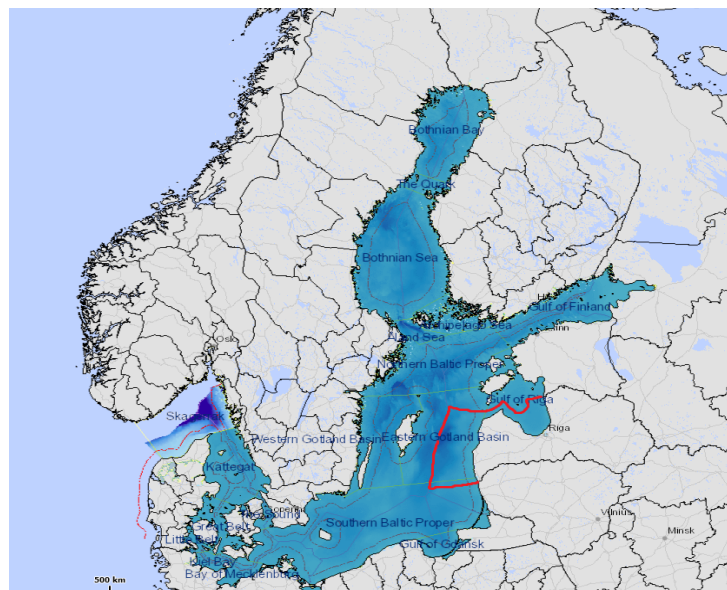 Bothnian Bay
The Quark
Bothnian Sea
Gulf of Finland
Archipelago Sea
Åland Sea
Northern Baltic Proper
Oslo
Skagerrak
Gulf of Riga
Riga
Western Gotland Basin
Eastern Gotland Basin
Kattegat
The Sound
Great Belt
Southern Baltic Proper
Vilnius
Minsk
Little Belt
Gulf of Gdansk
Kiel Bay
Bay of Mecklenburg
500 km